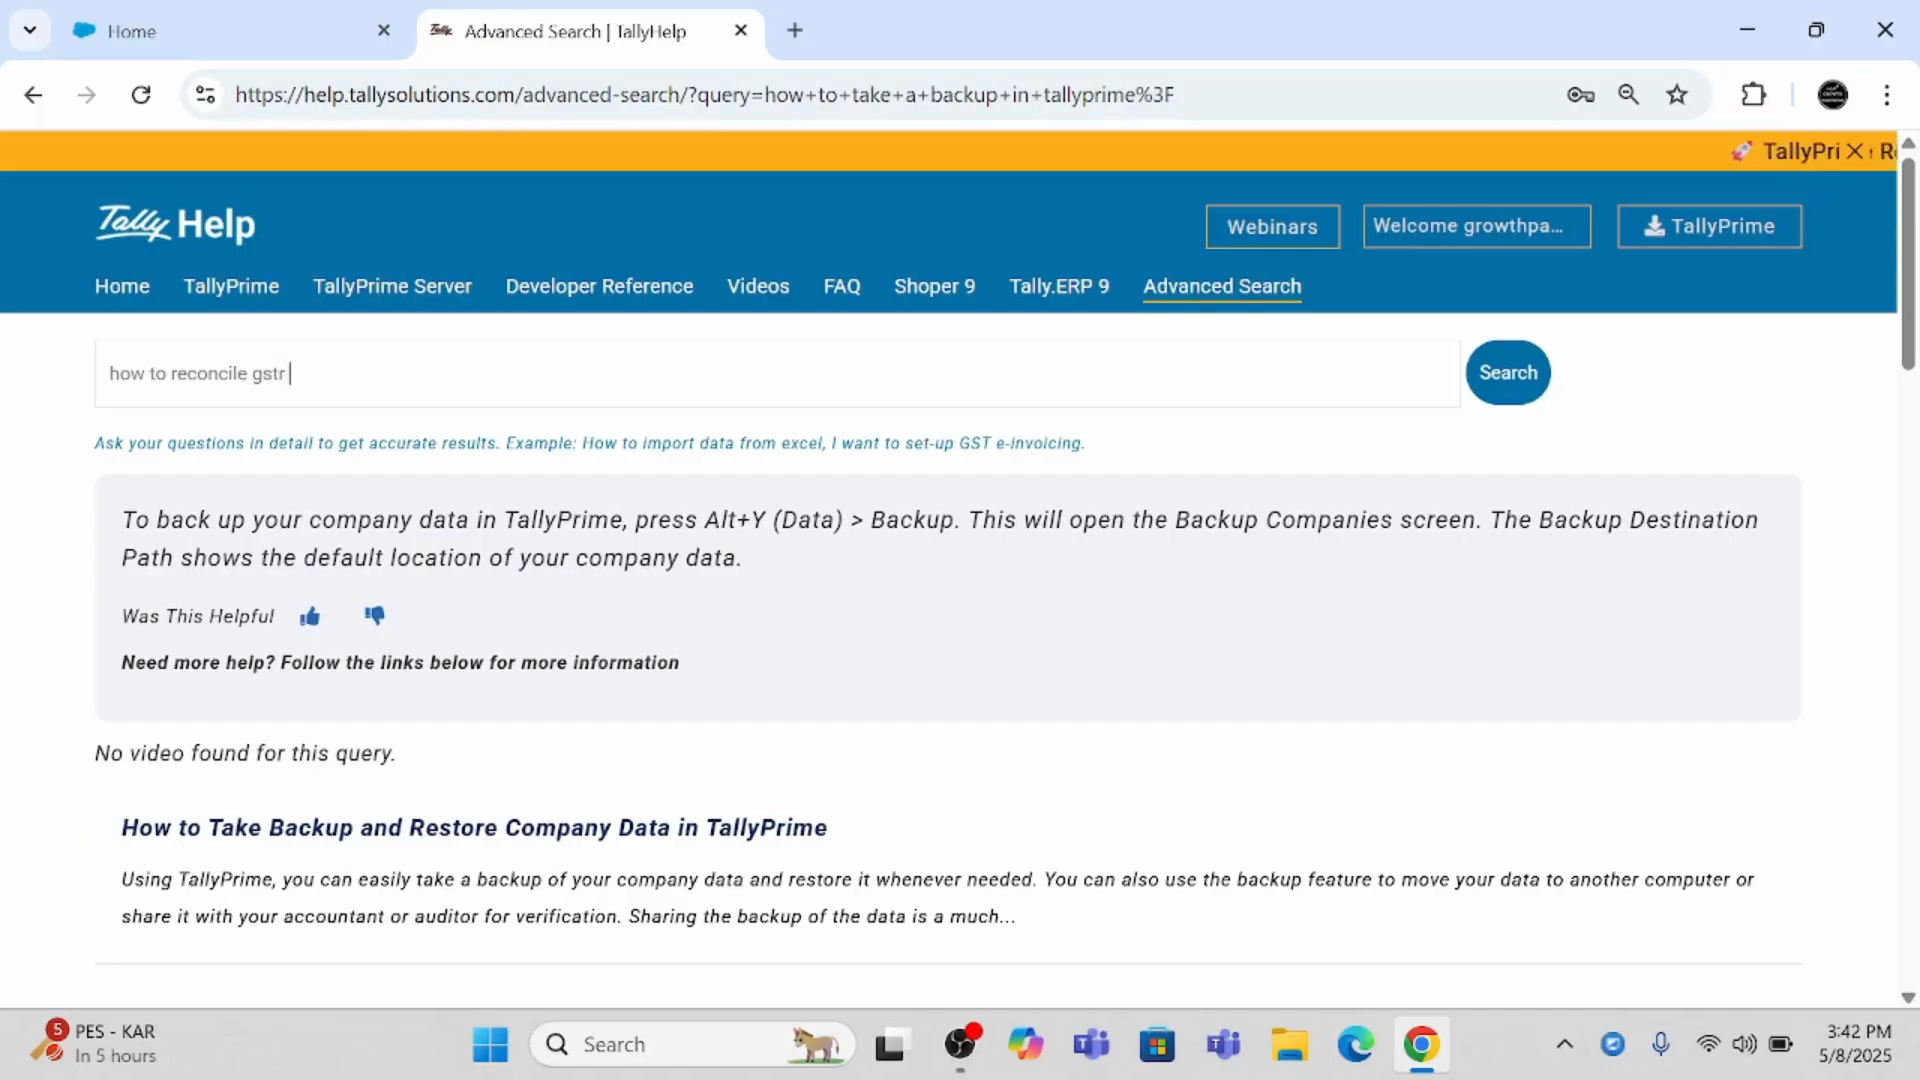 Home
Advanced Search | TallyHelp
https://help.tallysolutions.com/advanced-search/?query=how+to+take+a+backup+in+tallyprime%3F
🚀 TallyPri
Tally Help
Webinars
Welcome growthpa...
TallyPrime
Home TallyPrime TallyPrime Server Developer Reference Videos FAQ Shoper 9 Tally.ERP 9 Advanced Search
how to reconcile gstr
Search
Ask your questions in detail to get accurate results. Example: How to import data from excel, I want to set-up GST e-invoicing.
To back up your company data in TallyPrime, press Alt+Y (Data) > Backup. This will open the Backup Companies screen. The Backup Destination
Path shows the default location of your company data.
Was This Helpful
Need more help? Follow the links below for more information
No video found for this query.
How to Take Backup and Restore Company Data in TallyPrime
Using TallyPrime, you can easily take a backup of your company data and restore it whenever needed. You can also use the backup feature to move your data to another computer or
share it with your accountant or auditor for verification. Sharing the backup of the data is a much...
5
PES - KAR
In 5 hours
Search
3:42 PM
5/8/2025